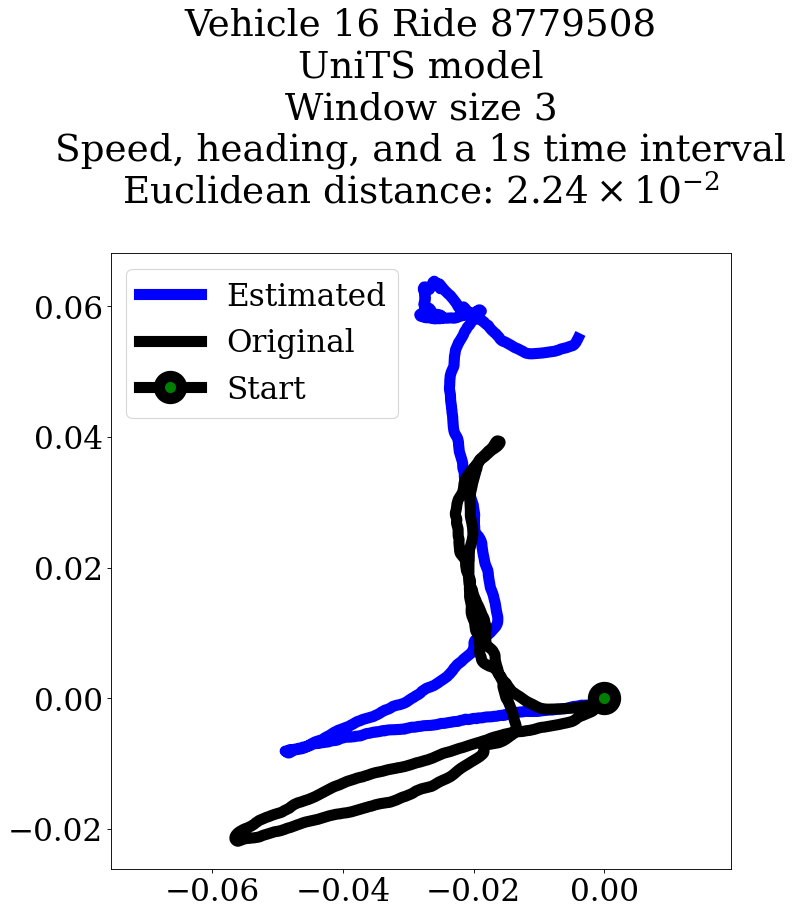 Vehicle 16 Ride 8779508
UniTS model
Window size 3
Speed, heading, and a 1s time interval
Euclidean distance: 2.24 × 10⁻²
Estimated
Original
Start
0.06
0.04
0.02
0.00
−0.02
−0.06 −0.04 −0.02 0.00